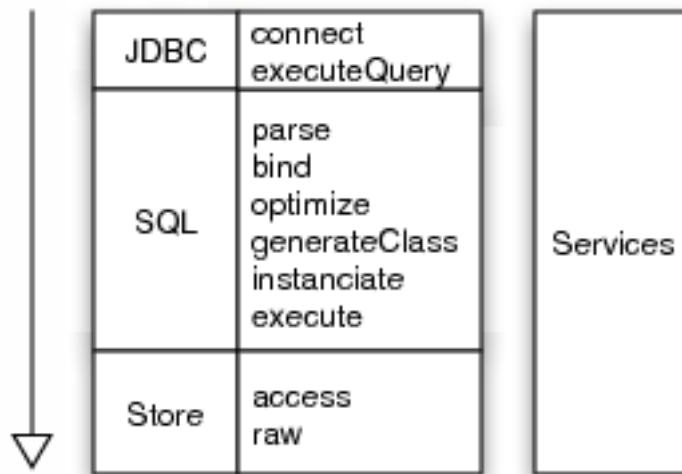 JDBC
connect
executeQuery
SQL
parse
bind
optimize
generateClass
instanciate
execute
Store
access
raw
Services